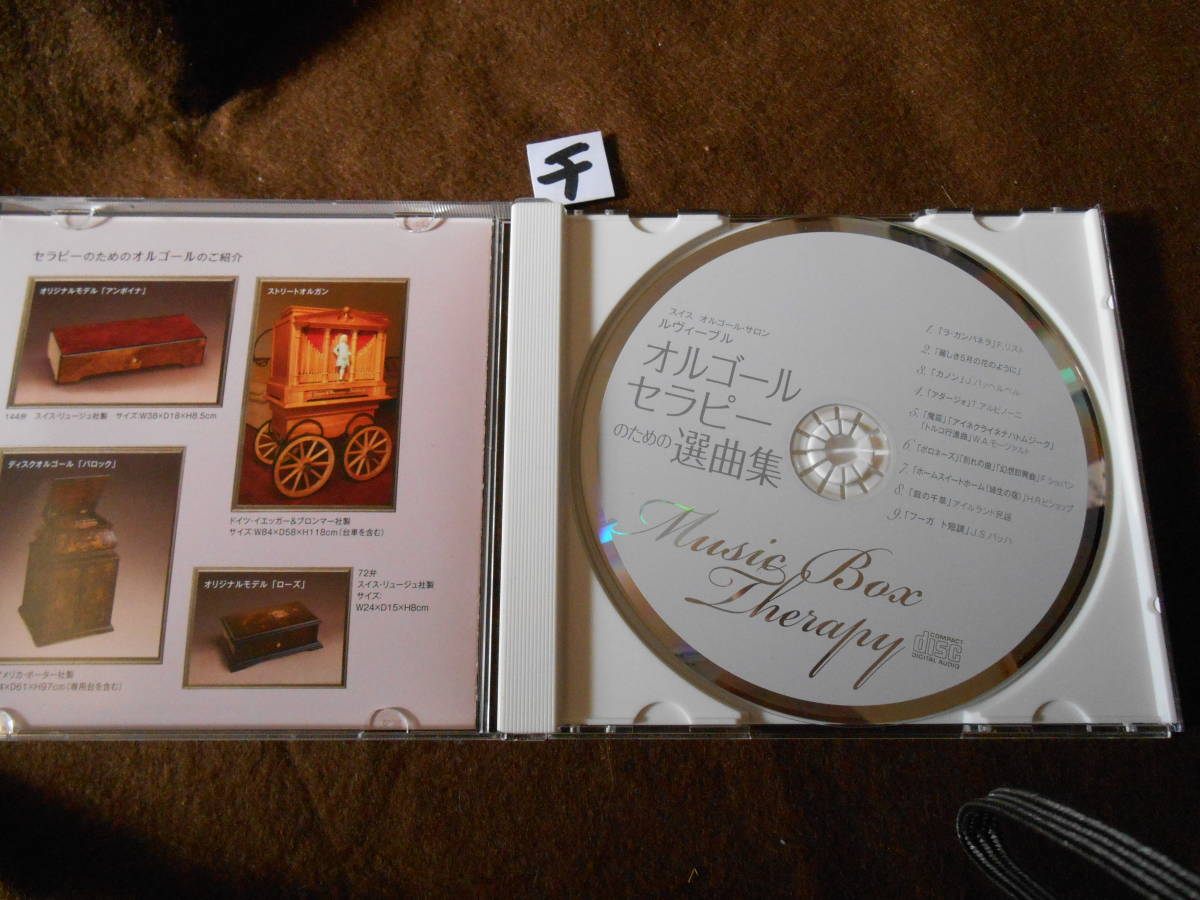 千
セラピーのためのオルゴールのご紹介
オリジナルモデル「アンボイナ」
144弁 スイス・リュージュ社製 サイズ:W38×D18×H8.5cm
ストリートオルガン
ドイツ・イエッガー&ブロンマー社製
サイズ:W84×D58×H118cm(台車を含む)
ディスクオルゴール「バロック」
メリカ・ポーター社製
×D61×H97cm(専用台を含む)
オリジナルモデル「ローズ」
72弁
スイス・リュージュ社製
サイズ:
W24×D15×H8cm
スイス オルゴール・サロン
ルヴィーブル
オルゴール
セラピー
のための選曲集
Music Box
Therapy
1.「ラ・カンパネラ」F.リスト
2.「麗しき5月の花のように」
3.「カノン」J.パッヘルベル
4.「アダージョ」T.アルビノーニ
5.「魔笛」「アイネクライネナハトムジーク」
「トルコ行進曲」W.A.モーツァルト
6.「ポロネーズ」「別れの曲」「幻想即興曲」F.ショパン
7.「ホームスイートホーム(埴生の宿)」H.R.ビショップ
8.「庭の千草」アイルランド民謡
9.「フーガ ト短調」J.S.バッハ
COMPACT
disc
DIGITAL AUDIO